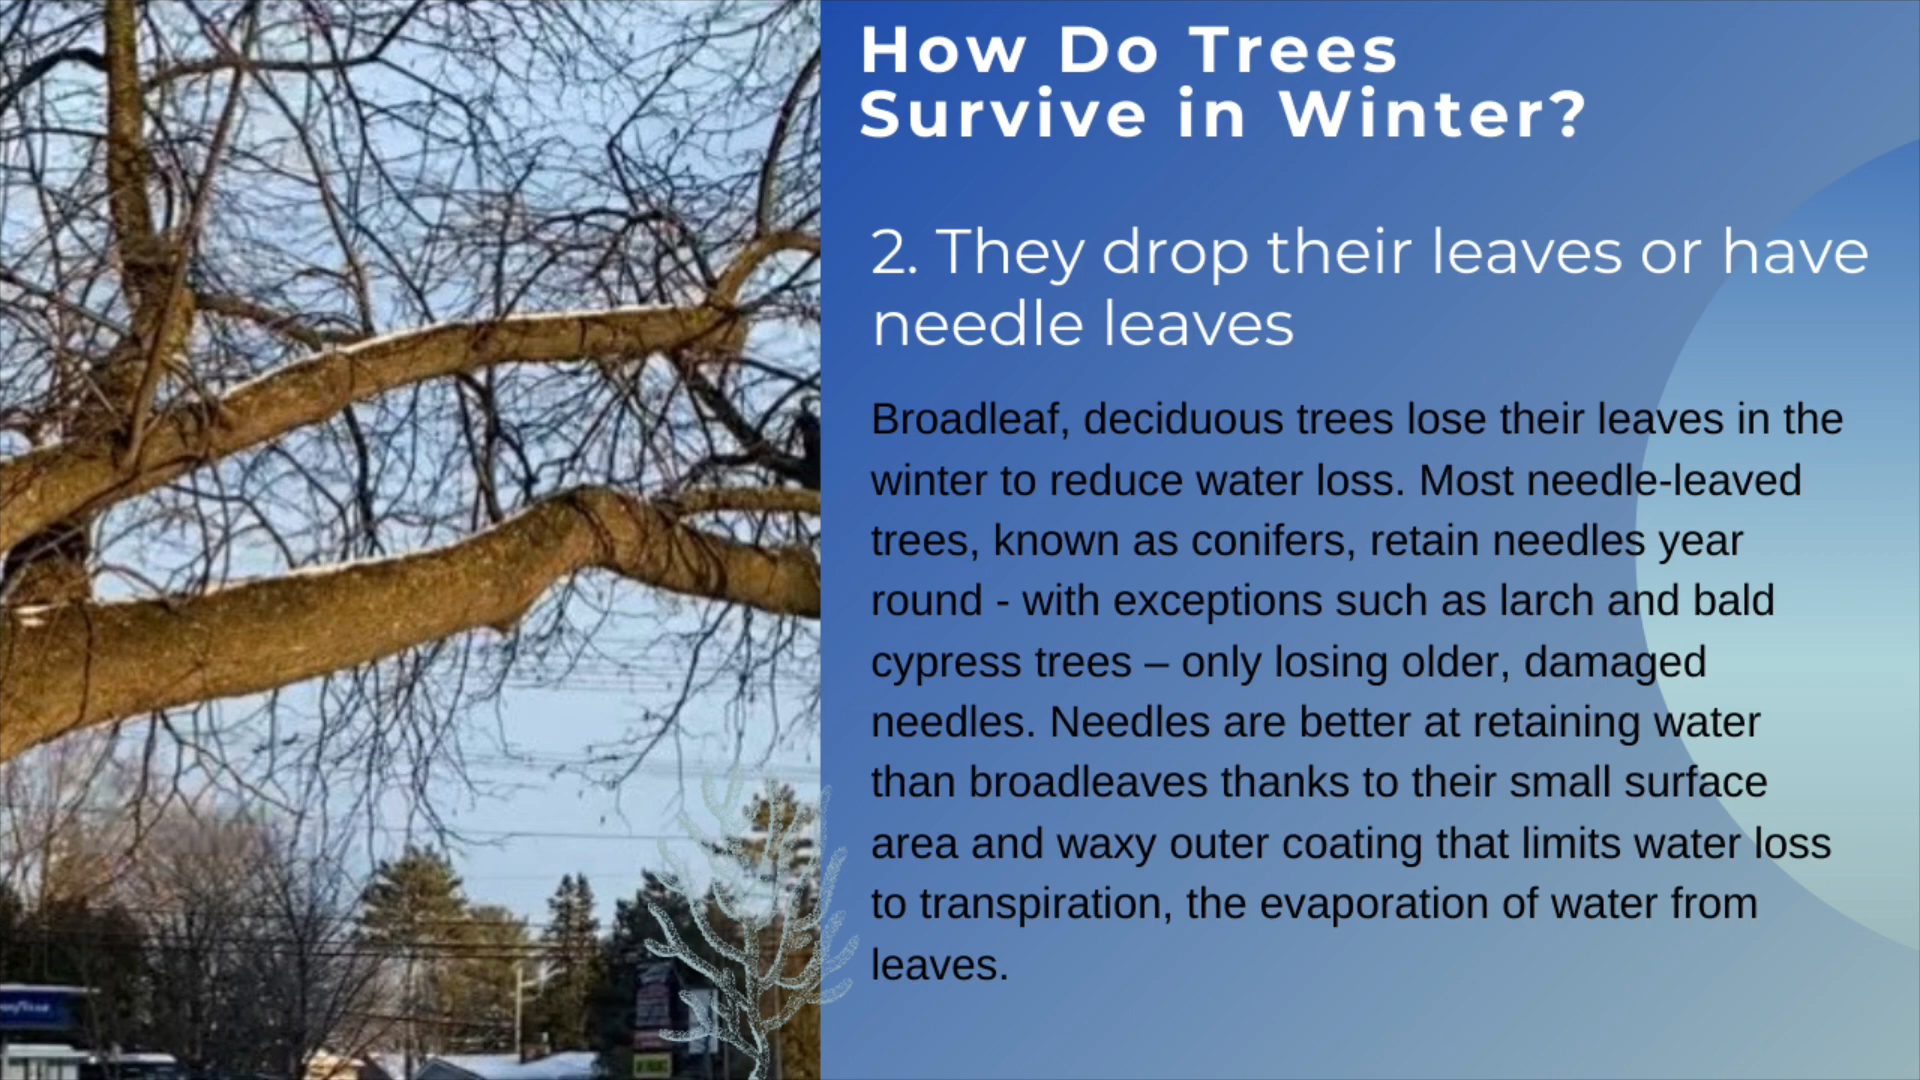 How Do Trees
Survive in Winter?
2. They drop their leaves or have
needle leaves
Broadleaf, deciduous trees lose their leaves in the
winter to reduce water loss. Most needle-leaved
trees, known as conifers, retain needles year
round - with exceptions such as larch and bald
cypress trees – only losing older, damaged
needles. Needles are better at retaining water
than broadleaves thanks to their small surface
area and waxy outer coating that limits water loss
to transpiration, the evaporation of water from
leaves.